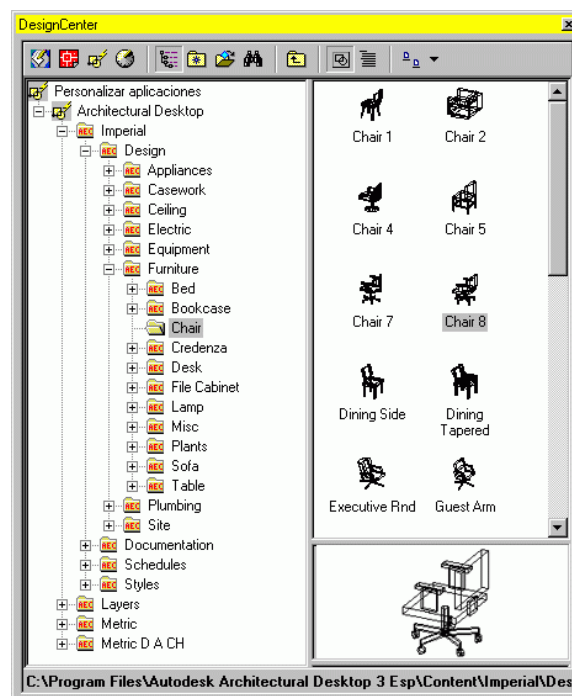 DesignCenter
Personalizar aplicaciones
Architectural Desktop
Imperial
Design
Appliances
Casework
Ceiling
Electric
Equipment
Furniture
Bed
Bookcase
Chair
Credenza
Desk
File Cabinet
Lamp
Misc
Plants
Sofa
Table
Plumbing
Site
Documentation
Schedules
Styles
Layers
Metric
Metric D A CH
Chair 1
Chair 2
Chair 4
Chair 5
Chair 7
Chair 8
Dining Side
Dining
Tapered
Executive Rnd
Guest Arm
C:\Program Files\Autodesk Architectural Desktop 3 Esp\Content\Imperial\Des